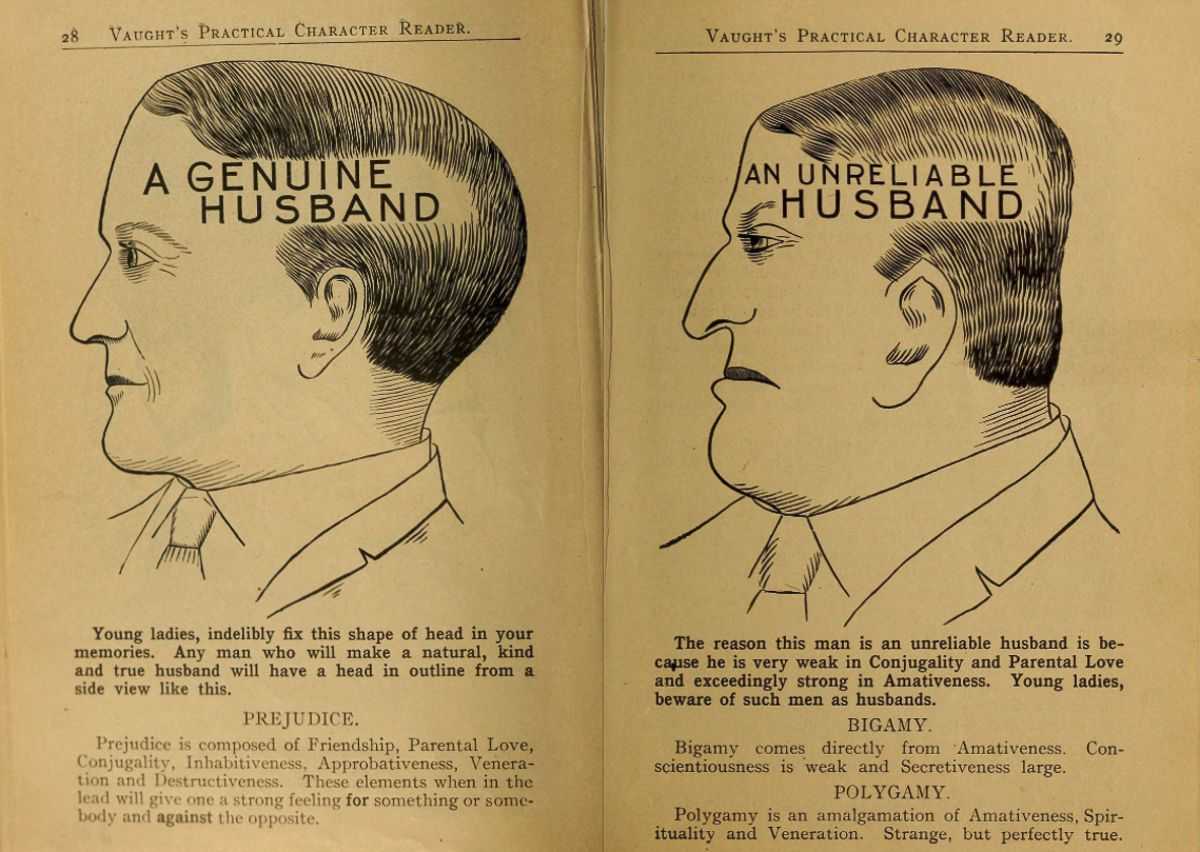 28 VAUGHT'S PRACTICAL CHARACTER READER.
A GENUINE
HUSBAND
Young ladies, indelibly fix this shape of head in your
memories. Any man who will make a natural, kind
and true husband will have a head in outline from a
side view like this.
PREJUDICE.
Prejudice is composed of Friendship, Parental Love,
Conjugality, Inhabitiveness, Approbativeness, Venera-
tion and Destructiveness. These elements when in the
lead will give one a strong feeling for something or some-
body and against the opposite.
VAUGHT'S PRACTICAL CHARACTER READER. 29
AN UNRELIABLE
HUSBAND
The reason this man is an unreliable husband is be-
cause he is very weak in Conjugality and Parental Love
and exceedingly strong in Amativeness. Young ladies,
beware of such men as husbands.
BIGAMY.
Bigamy comes directly from Amativeness. Con-
scientiousness is weak and Secretiveness large.
POLYGAMY.
Polygamy is an amalgamation of Amativeness, Spir-
ituality and Veneration. Strange, but perfectly true.